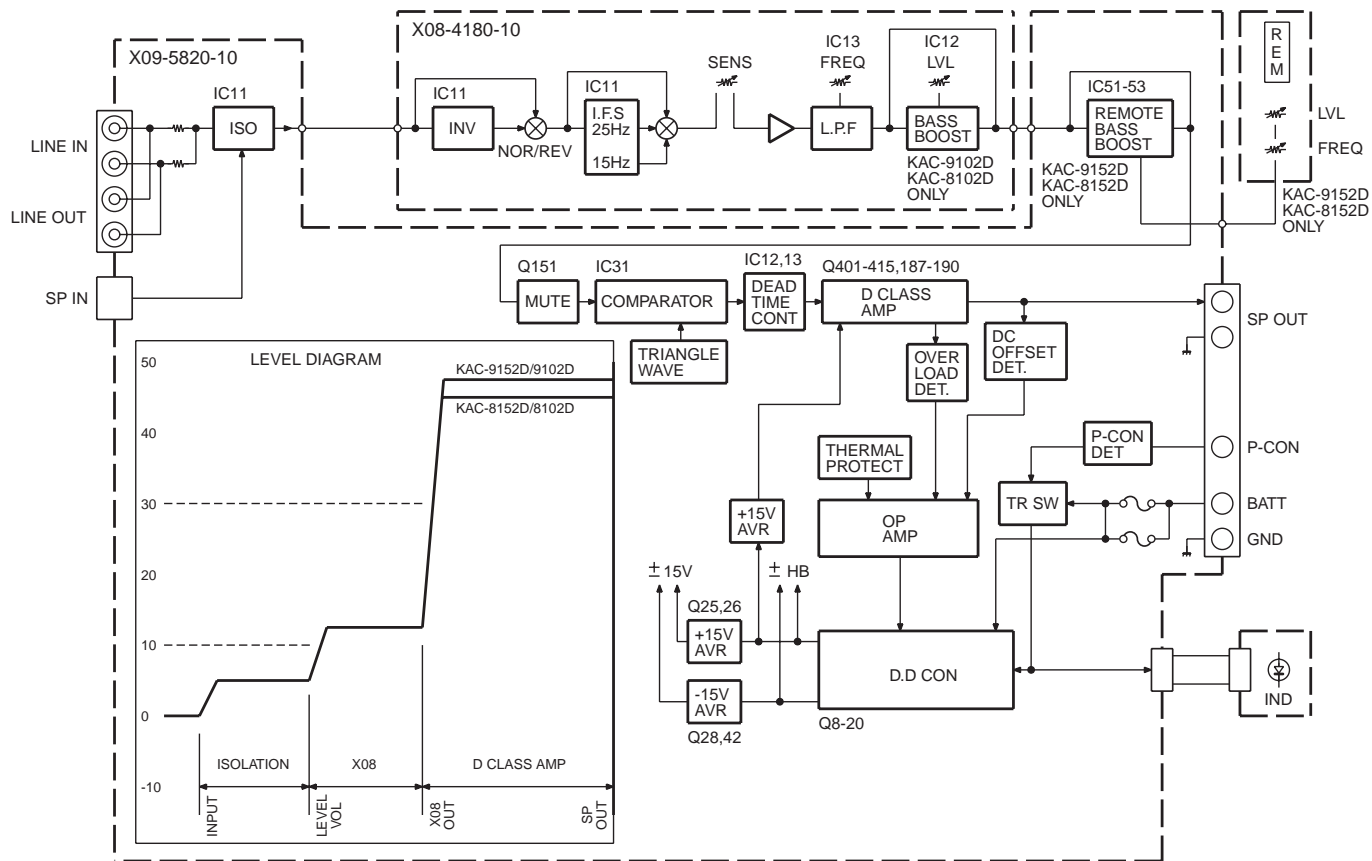 X09-5820-10
X08-4180-10
LINE IN
LINE OUT
SP IN
IC11
ISO
IC11
INV
NOR/REV
IC11
I.F.S
25Hz
15Hz
SENS
IC13
FREQ
L.P.F
IC12
LVL
BASS
BOOST
KAC-9102D
KAC-8102D
ONLY
IC51-53
REMOTE
BASS
BOOST
KAC-9152D
KAC-8152D
ONLY
REM
LVL
FREQ
KAC-9152D
KAC-8152D
ONLY
Q151
MUTE
IC31
COMPARATOR
TRIANGLE
WAVE
IC12,13
DEAD
TIME
CONT
Q401-415,187-190
D CLASS
AMP
OVER
LOAD
DET.
DC
OFFSET
DET.
SP OUT
P-CON
DET
P-CON
TR SW
BATT
GND
THERMAL
PROTECT
OP
AMP
+15V
AVR
± 15V
± HB
Q25,26
+15V
AVR
-15V
AVR
Q28,42
D.D CON
Q8-20
IND
LEVEL DIAGRAM
50
40
30
20
10
0
-10
KAC-9152D/9102D
KAC-8152D/8102D
ISOLATION
X08
D CLASS AMP
INPUT
LEVEL
VOL
X08
OUT
SP
OUT